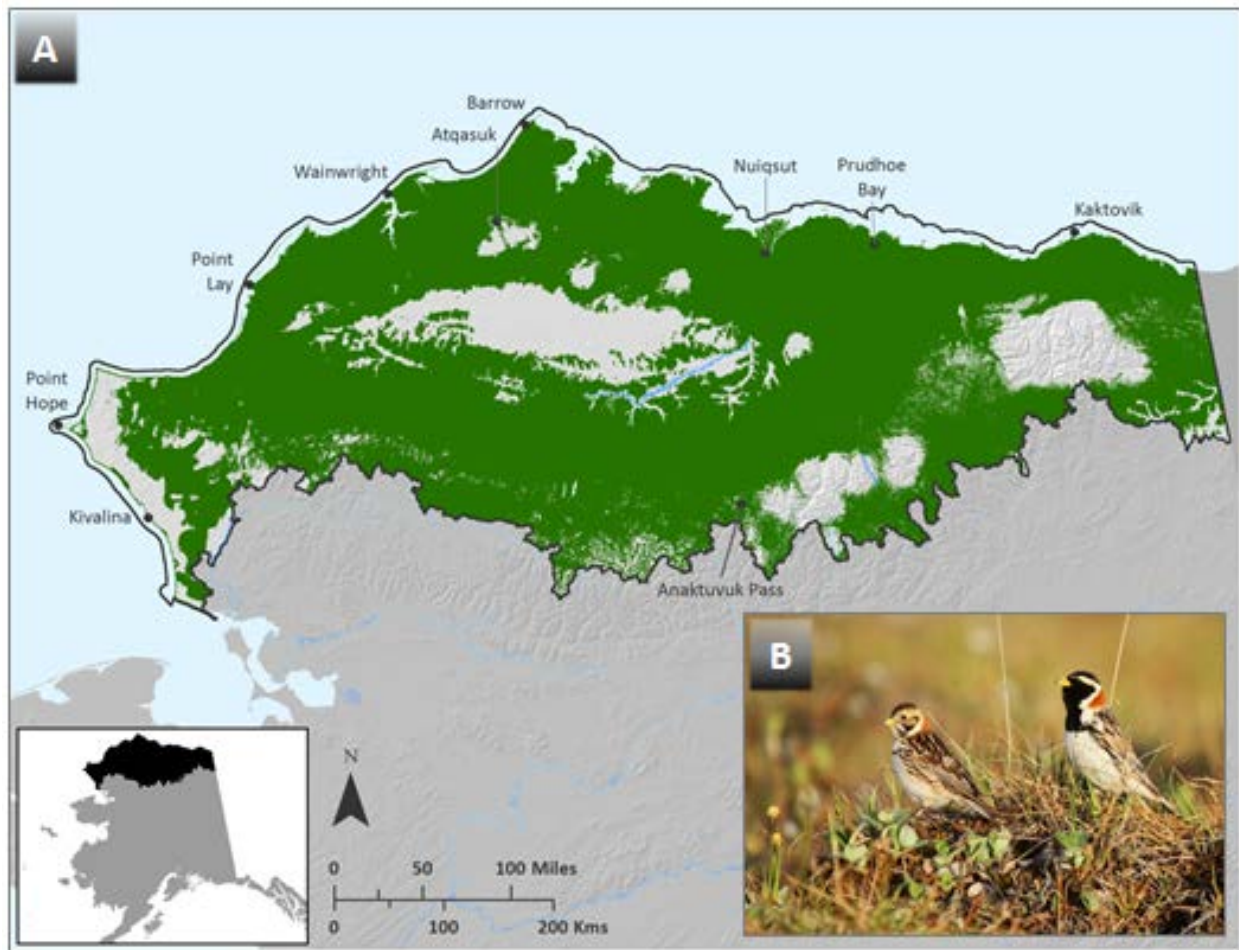 A
Barrow
Atqasuk
Wainwright
Nuiqsut
Prudhoe
Bay
Kaktovik
Point
Lay
Point
Hope
Kivalina
Anaktuvuk Pass
B
N
0 50 100 Miles
0 100 200 Kms